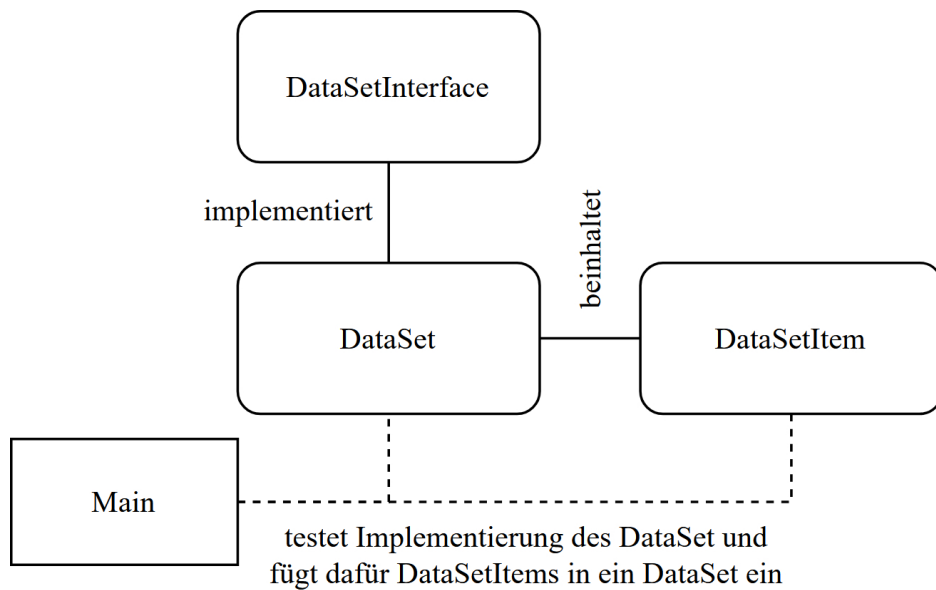 DataSetInterface
implementiert
beinhaltet
DataSet
DataSetItem
Main
testet Implementierung des DataSet und
fügt dafür DataSetItems in ein DataSet ein